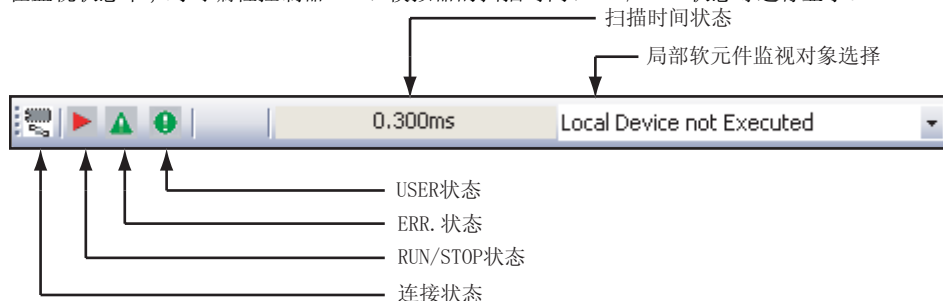 扫描时间状态
局部软元件监视对象选择
0.300ms
Local Device not Executed
USER状态
ERR.状态
RUN/STOP状态
连接状态